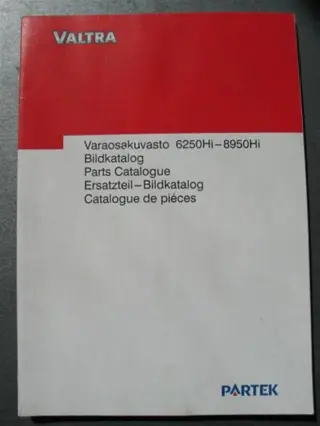 VALTRA
Varaosakuvasto 6250Hi–8950Hi
Bildkatalog
Parts Catalogue
Ersatzteil–Bildkatalog
Catalogue de piéces
PARTEK